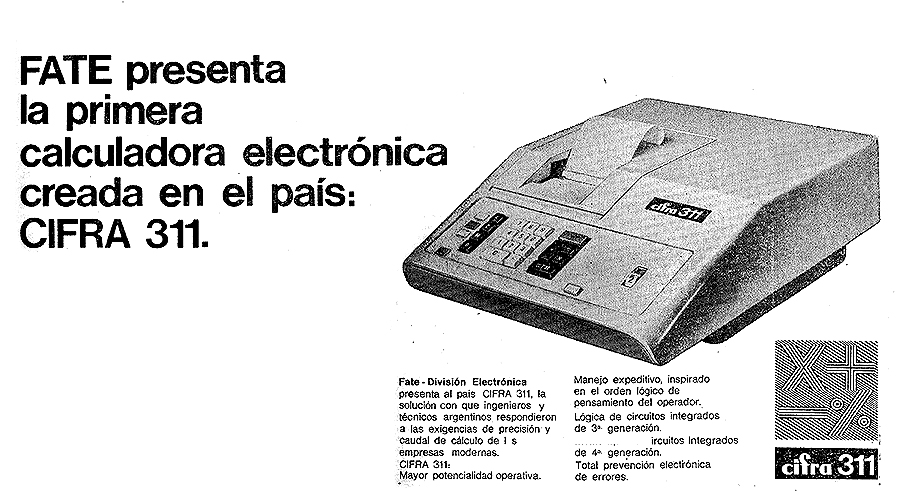 FATE presenta
la primera
calculadora electrónica
creada en el país:
CIFRA 311.
cifra 311
Fate - División Electrónica
presenta al país CIFRA 311, la
solución con que ingenieros y
técnicos argentinos respondieron
a las exigencias de precisión y
caudal de cálculo de l s
empresas modernas.
CIFRA 311:
Mayor potencialidad operativa.
Manejo expeditivo, inspirado
en el orden lógico de
pensamiento del operador.
Lógica de circuitos integrados
de 3ª generación.
ircuitos Integrados
de 4ª generación.
Total prevención electrónica
de errores.
cifra 311